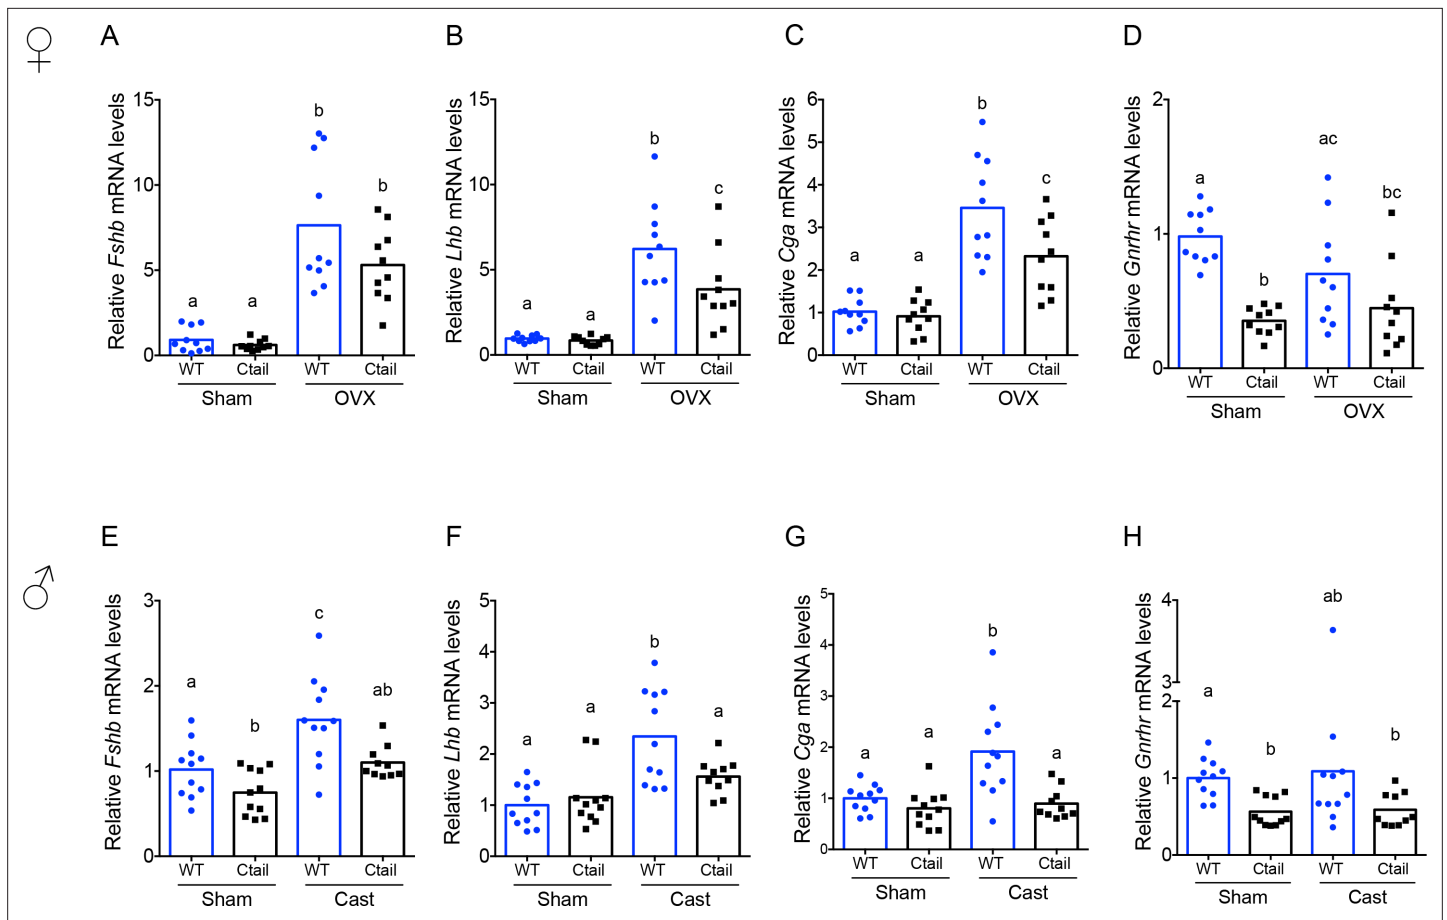 ♀
A
B
C
D
Relative Fshb mRNA levels
15
10
5
0
a
a
b
b
WT
Ctail
WT
Ctail
Sham
OVX
Relative Lhb mRNA levels
15
10
5
0
a
a
b
c
WT
Ctail
WT
Ctail
Sham
OVX
Relative Cga mRNA levels
6
5
4
3
2
1
0
a
a
b
c
WT
Ctail
WT
Ctail
Sham
OVX
Relative Gnrhr mRNA levels
2
1
0
a
b
ac
bc
WT
Ctail
WT
Ctail
Sham
OVX
♂
E
F
G
H
Relative Fshb mRNA levels
3
2
1
0
a
b
c
ab
WT
Ctail
WT
Ctail
Sham
Cast
Relative Lhb mRNA levels
5
4
3
2
1
0
a
a
b
a
WT
Ctail
WT
Ctail
Sham
Cast
Relative Cga mRNA levels
5
4
3
2
1
0
a
a
b
a
WT
Ctail
WT
Ctail
Sham
Cast
Relative Gnrhr mRNA levels
4
3
2
1
0
a
b
ab
b
WT
Ctail
WT
Ctail
Sham
Cast